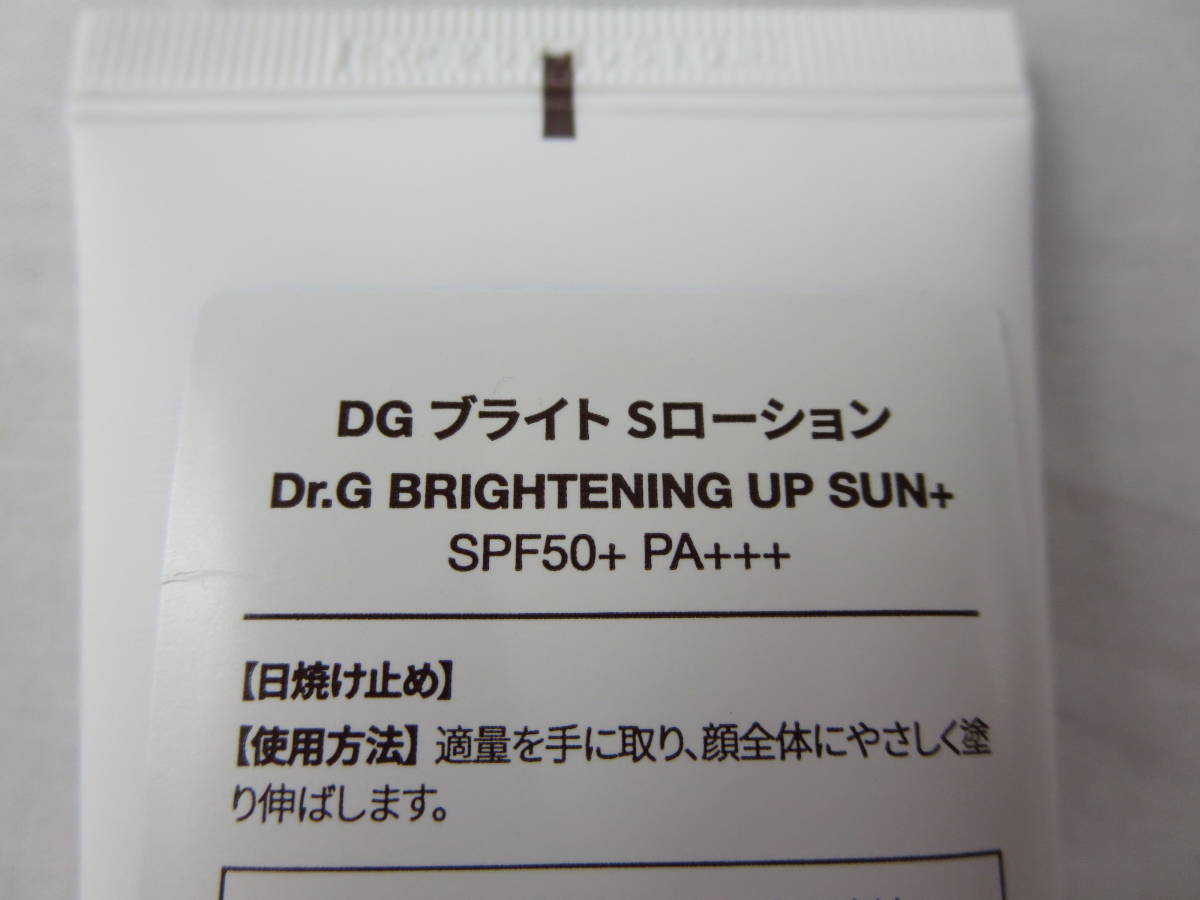 DG ブライト Sローション
Dr.G BRIGHTENING UP SUN+
SPF50+ PA+++
【日焼け止め】
【使用方法】適量を手に取り、顔全体にやさしく塗
り伸ばします。